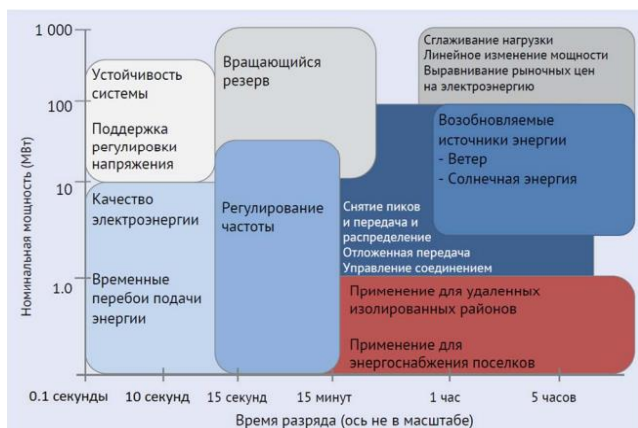 1 000
100
10
1.0
Номинальная мощность (МВт)
Устойчивость
системы
Поддержка
регулировки
напряжения
Качество
электроэнергии
Временные
перебои подачи
энергии
Вращающийся
резерв
Регулирование
частоты
Сглаживание нагрузки
Линейное изменение мощности
Выравнивание рыночных цен
на электроэнергию
Возобновляемые
источники энергии
- Ветер
- Солнечная энергия
Снятие пиков
и передача и
распределение
Отложенная передача
Управление соединением
Применение для удаленных
изолированных районов
Применение для
энергоснабжения поселков
0.1 секунды
10 секунд
15 секунд
15 минут
1 час
5 часов
Время разряда (ось не в масштабе)